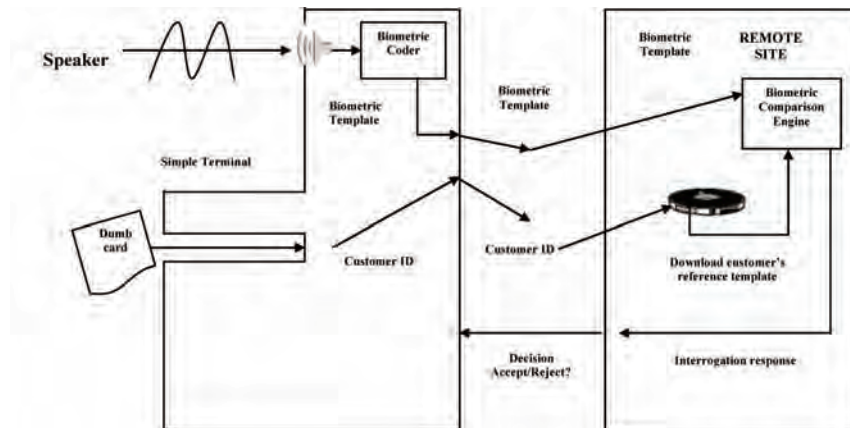 Speaker
Biometric
Coder
Biometric
Template
Biometric
Template
Biometric
Template
REMOTE
SITE
Biometric
Comparison
Engine
Simple Terminal
Dumb
card
Customer ID
Customer ID
Download customer's
reference template
Decision
Accept/Reject?
Interrogation response